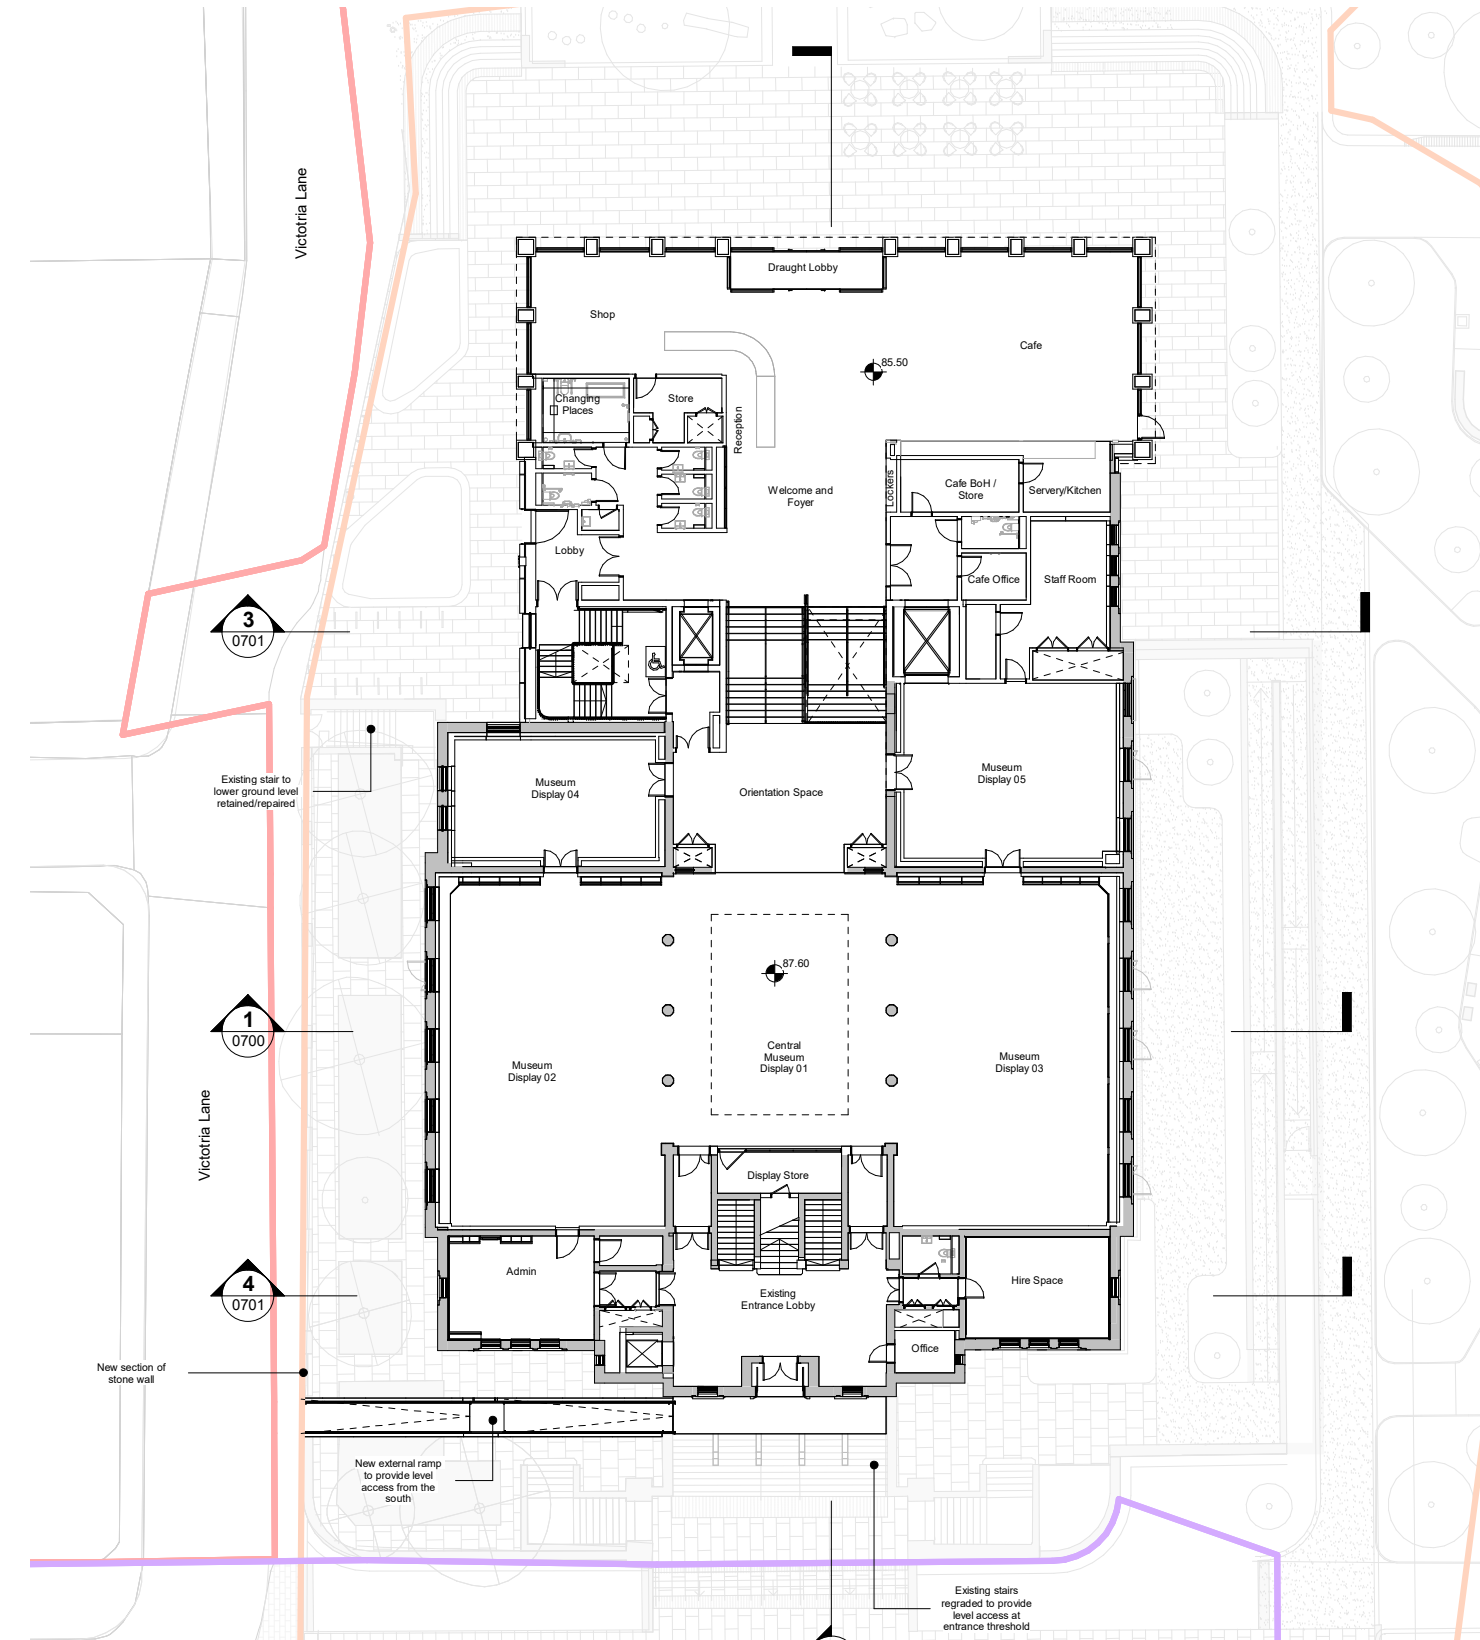 Victotria Lane
Draught Lobby
Shop
Cafe
85.50
Changing
Places
Store
Reception
Welcome and
Foyer
Lockers
Cafe BoH /
Store
Servery/Kitchen
Lobby
Cafe Office
Staff Room
3
0701
Existing stair to
lower ground level
retained/repaired
Museum
Display 04
Orientation Space
Museum
Display 05
87.60
1
0700
Central
Museum
Display 01
Museum
Display 02
Museum
Display 03
Victotria Lane
Display Store
4
0701
Admin
Existing
Entrance Lobby
Hire Space
Office
New section of
stone wall
New external ramp
to provide level
access from the
south
Existing stairs
regraded to provide
level access at
entrance threshold